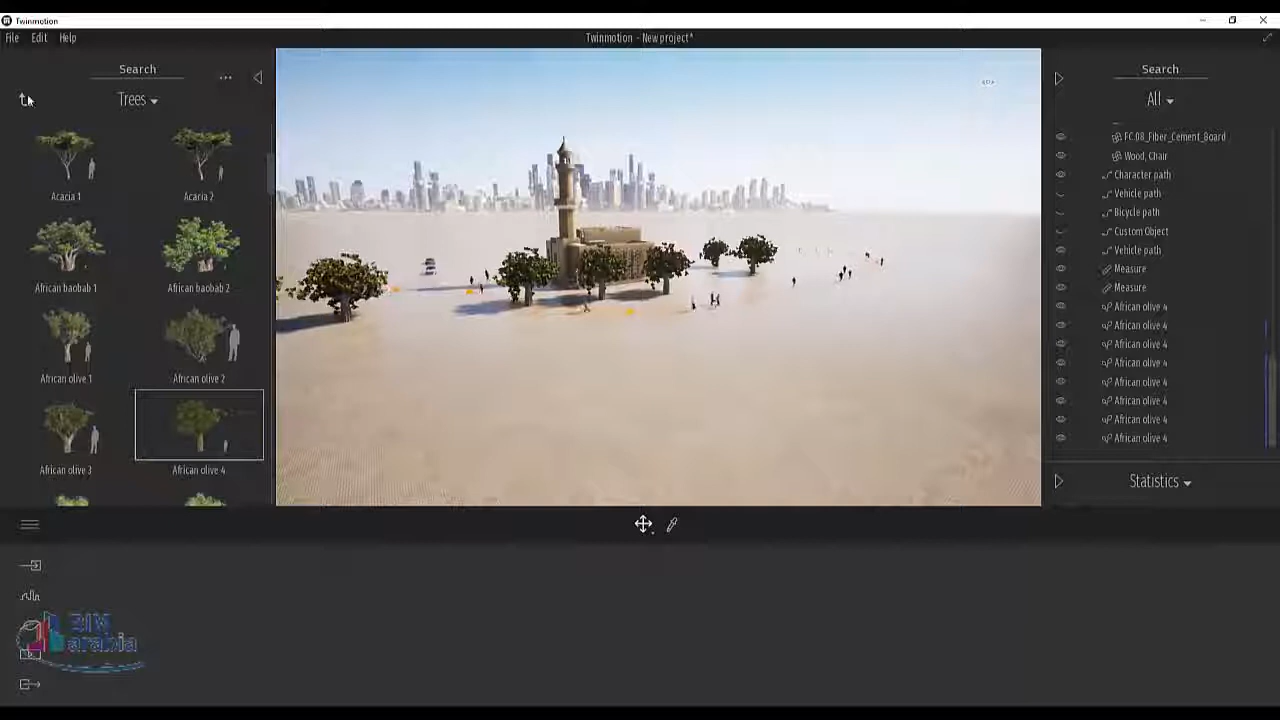 Twinmotion
File Edit Help
Twinmotion - New project*
Search
Trees
Acacia 1
Acacia 2
African baobab 1
African baobab 2
African olive 1
African olive 2
African olive 3
African olive 4
Search
All
FC 08_Fiber_Cement_Board
Wood, Chair
Character path
Vehicle path
Bicycle path
Custom Object
Vehicle path
Measure
Measure
African olive 4
African olive 4
African olive 4
African olive 4
African olive 4
African olive 4
African olive 4
African olive 4
Statistics
BIM
arabia